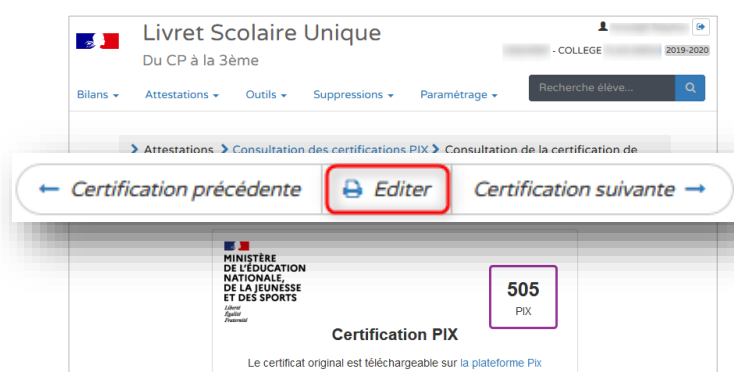 Livret Scolaire Unique
Du CP à la 3ème
- COLLEGE 2019-2020
Bilans Attestations Outils Suppressions Paramétrage Recherche élève...
Attestations Consultation des certifications PIX Consultation de la certification de
← Certification précédente Editer Certification suivante →
MINISTÈRE
DE L'ÉDUCATION
NATIONALE,
DE LA JEUNESSE
ET DES SPORTS
Liberté
Égalité
Fraternité
505
PIX
Certification PIX
Le certificat original est téléchargeable sur la plateforme Pix